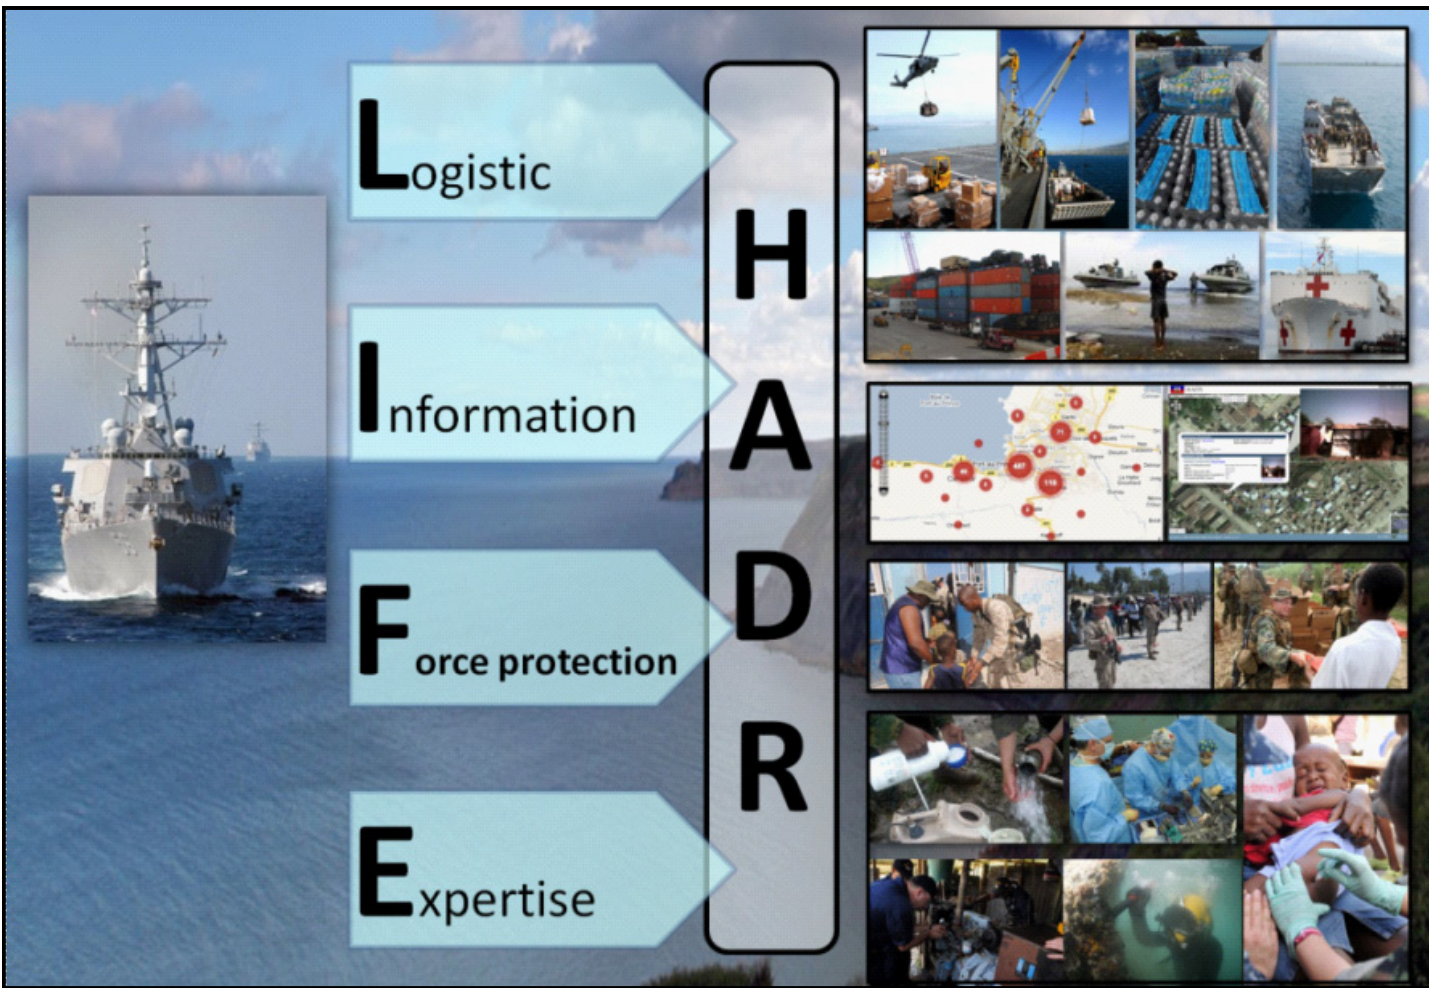 Logistic
Information
Force protection
Expertise
H
A
D
R